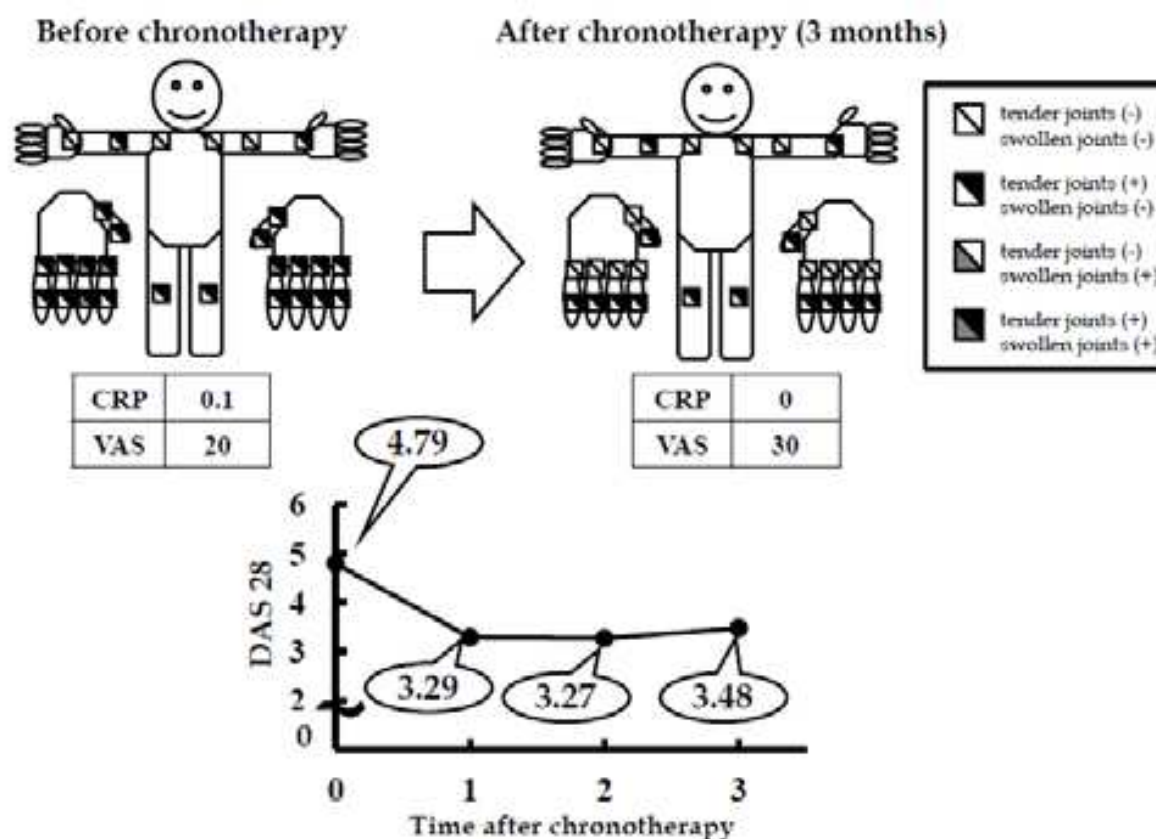 Before chronotherapy
After chronotherapy (3 months)
tender joints (-)
swollen joints (-)
tender joints (+)
swollen joints (-)
tender joints (-)
swollen joints (+)
tender joints (+)
swollen joints (+)
CRP 0.1
VAS 20
CRP 0
VAS 30
4.79
6
5
4
3
2
0
DAS 28
3.29
3.27
3.48
0 1 2 3
Time after chronotherapy